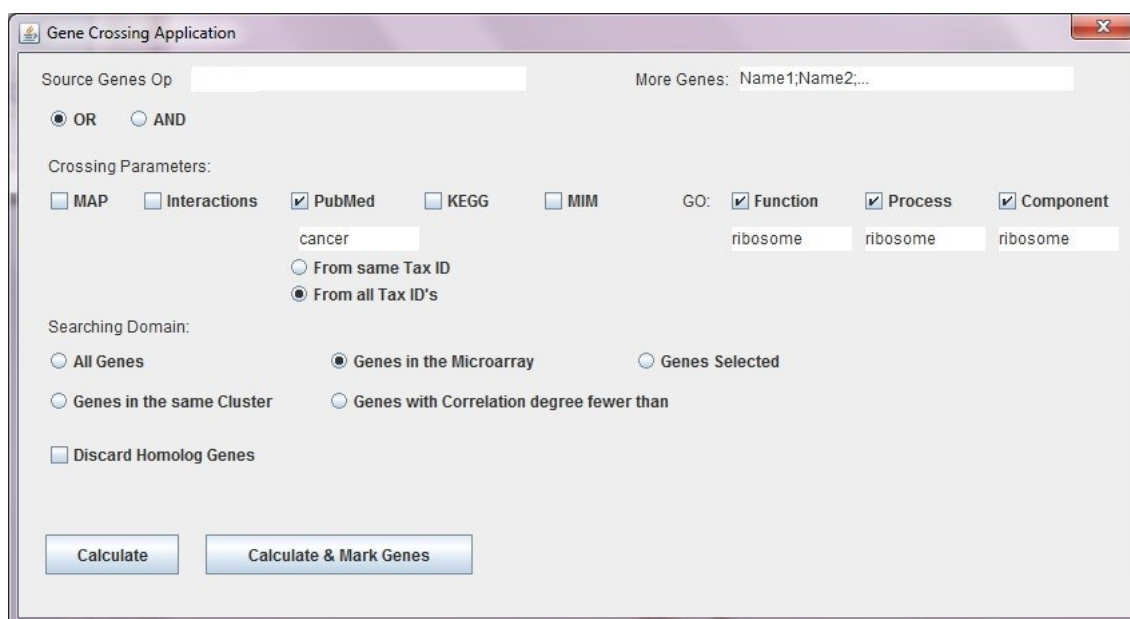 Gene Crossing Application
Source Genes Op More Genes: Name1;Name2;...
OR AND
Crossing Parameters:
MAP Interactions PubMed KEGG MIM GO: Function Process Component
cancer ribosome ribosome ribosome
From same Tax ID
From all Tax ID's
Searching Domain:
All Genes Genes in the Microarray Genes Selected
Genes in the same Cluster Genes with Correlation degree fewer than
Discard Homolog Genes
Calculate Calculate & Mark Genes